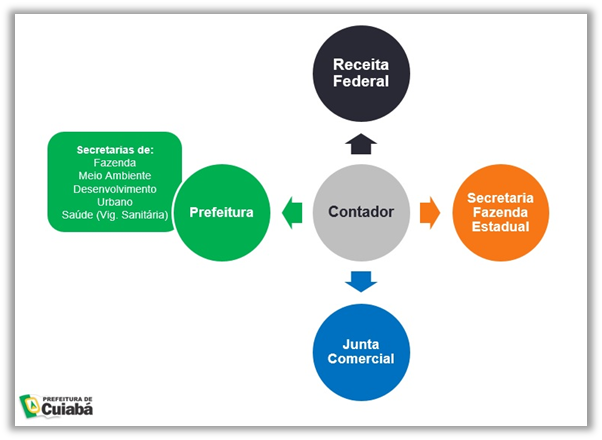 Receita
Federal
Secretarias de:
Fazenda
Meio Ambiente
Desenvolvimento
Urbano
Saúde (Vig. Sanitária)
Prefeitura
Contador
Secretaria
Fazenda
Estadual
Junta
Comercial
PREFEITURA DE
Cuiabá